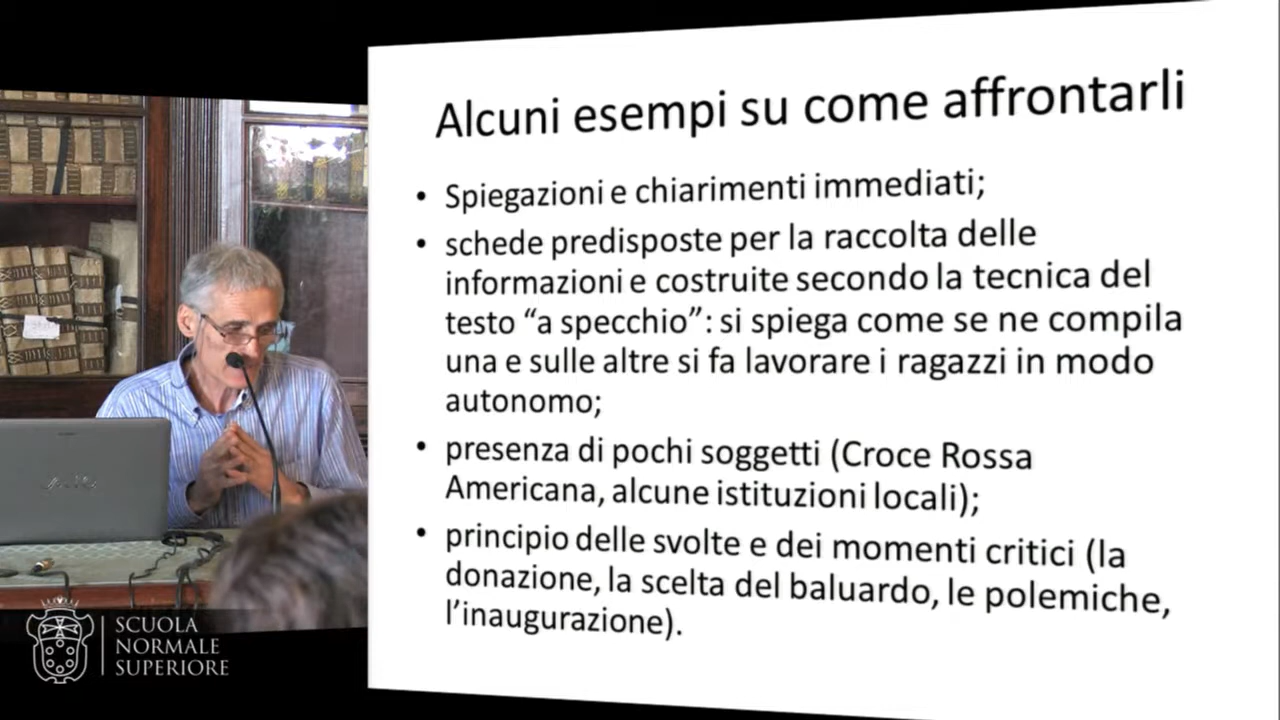 Alcuni esempi su come affrontarli
• Spiegazioni e chiarimenti immediati;
• schede predisposte per la raccolta delle
informazioni e costruite secondo la tecnica del
testo “a specchio”: si spiega come se ne compila
una e sulle altre si fa lavorare i ragazzi in modo
autonomo;
• presenza di pochi soggetti (Croce Rossa
Americana, alcune istituzioni locali);
• principio delle svolte e dei momenti critici (la
donazione, la scelta del baluardo, le polemiche,
l’inaugurazione).
SCUOLA
NORMALE
SUPERIORE